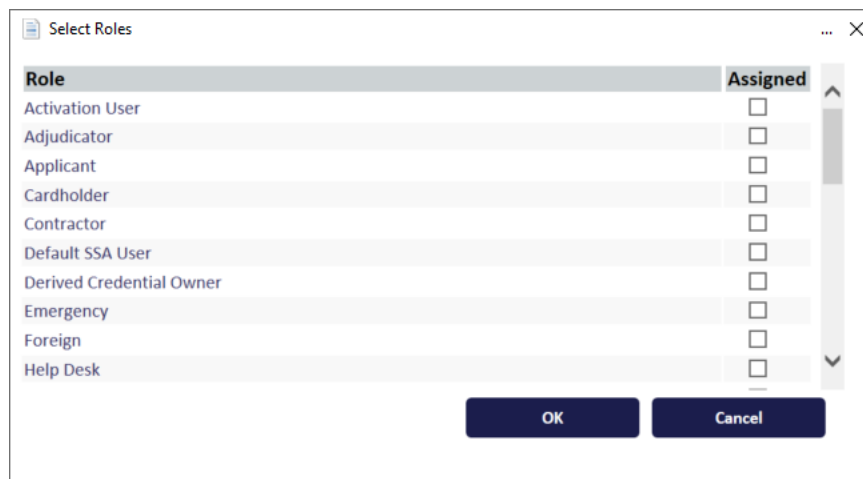 Select Roles ...
Role Assigned
Activation User
Adjudicator
Applicant
Cardholder
Contractor
Default SSA User
Derived Credential Owner
Emergency
Foreign
Help Desk
OK Cancel